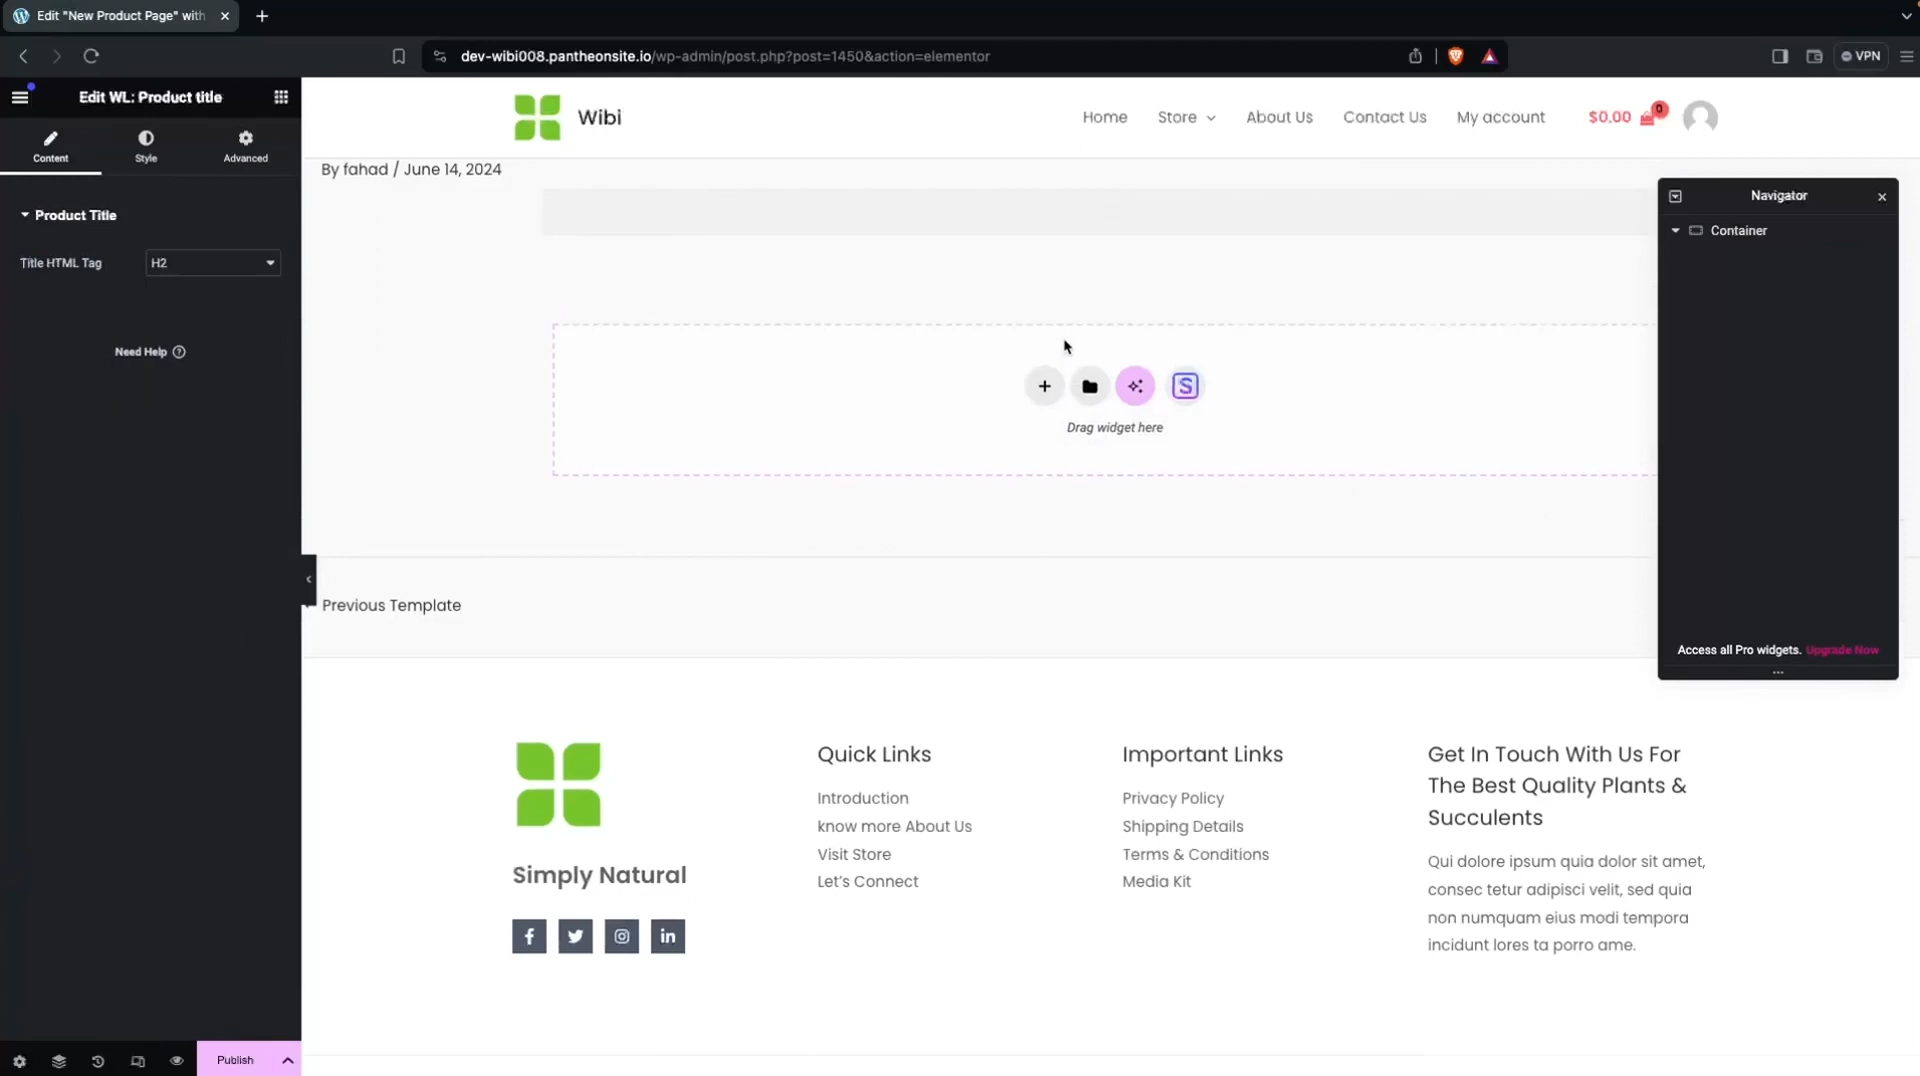 Edit "New Product Page" with
dev-wibi008.pantheonsite.io/wp-admin/post.php?post=1450&action=elementor
VPN
Edit WL: Product title
Content
Style
Advanced
Product Title
Title HTML Tag
H2
Need Help
Publish
Wibi
Home
Store
About Us
Contact Us
My account
$0.00
0
By fahad / June 14, 2024
Drag widget here
Previous Template
Navigator
Container
Access all Pro widgets. Upgrade Now
Simply Natural
Quick Links
Introduction
know more About Us
Visit Store
Let's Connect
Important Links
Privacy Policy
Shipping Details
Terms & Conditions
Media Kit
Get In Touch With Us For
The Best Quality Plants &
Succulents
Qui dolore ipsum quia dolor sit amet,
consec tetur adipisci velit, sed quia
non numquam eius modi tempora
incidunt lores ta porro ame.